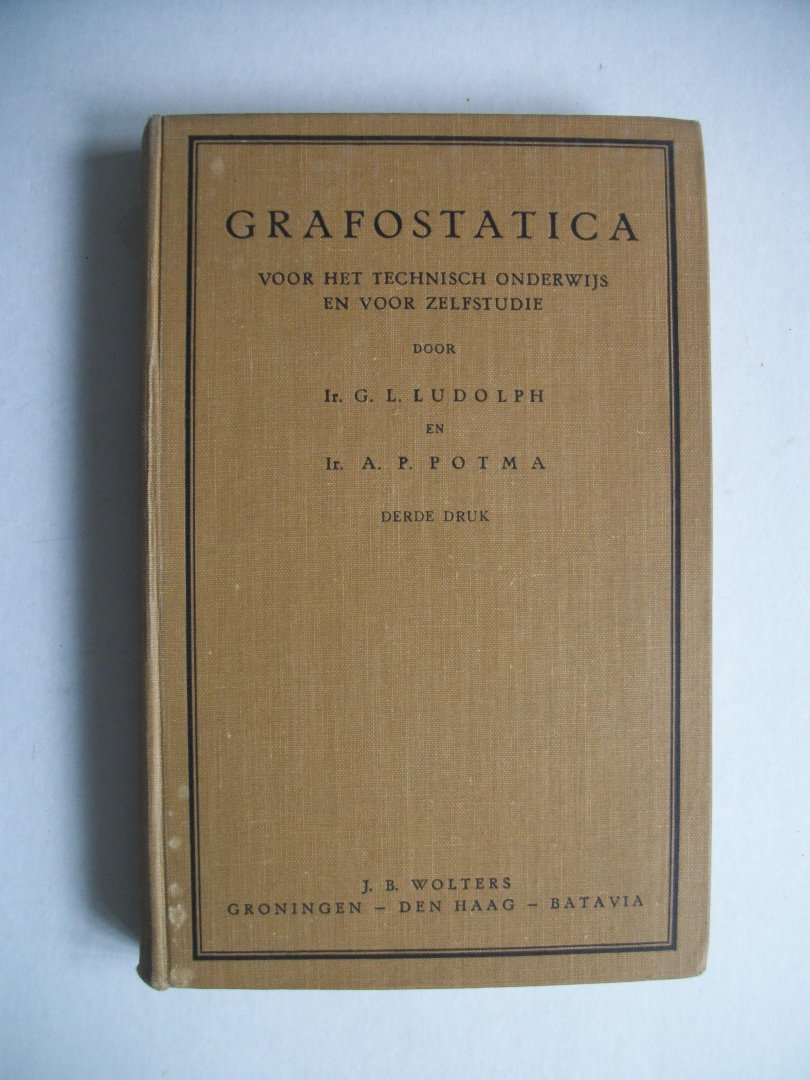 GRAFOSTATICA
VOOR HET TECHNISCH ONDERWIJS
EN VOOR ZELFSTUDIE
DOOR
Ir. G. L. LUDOLPH
EN
Ir. A. P. POTMA
DERDE DRUK
J. B. WOLTERS
GRONINGEN – DEN HAAG – BATAVIA